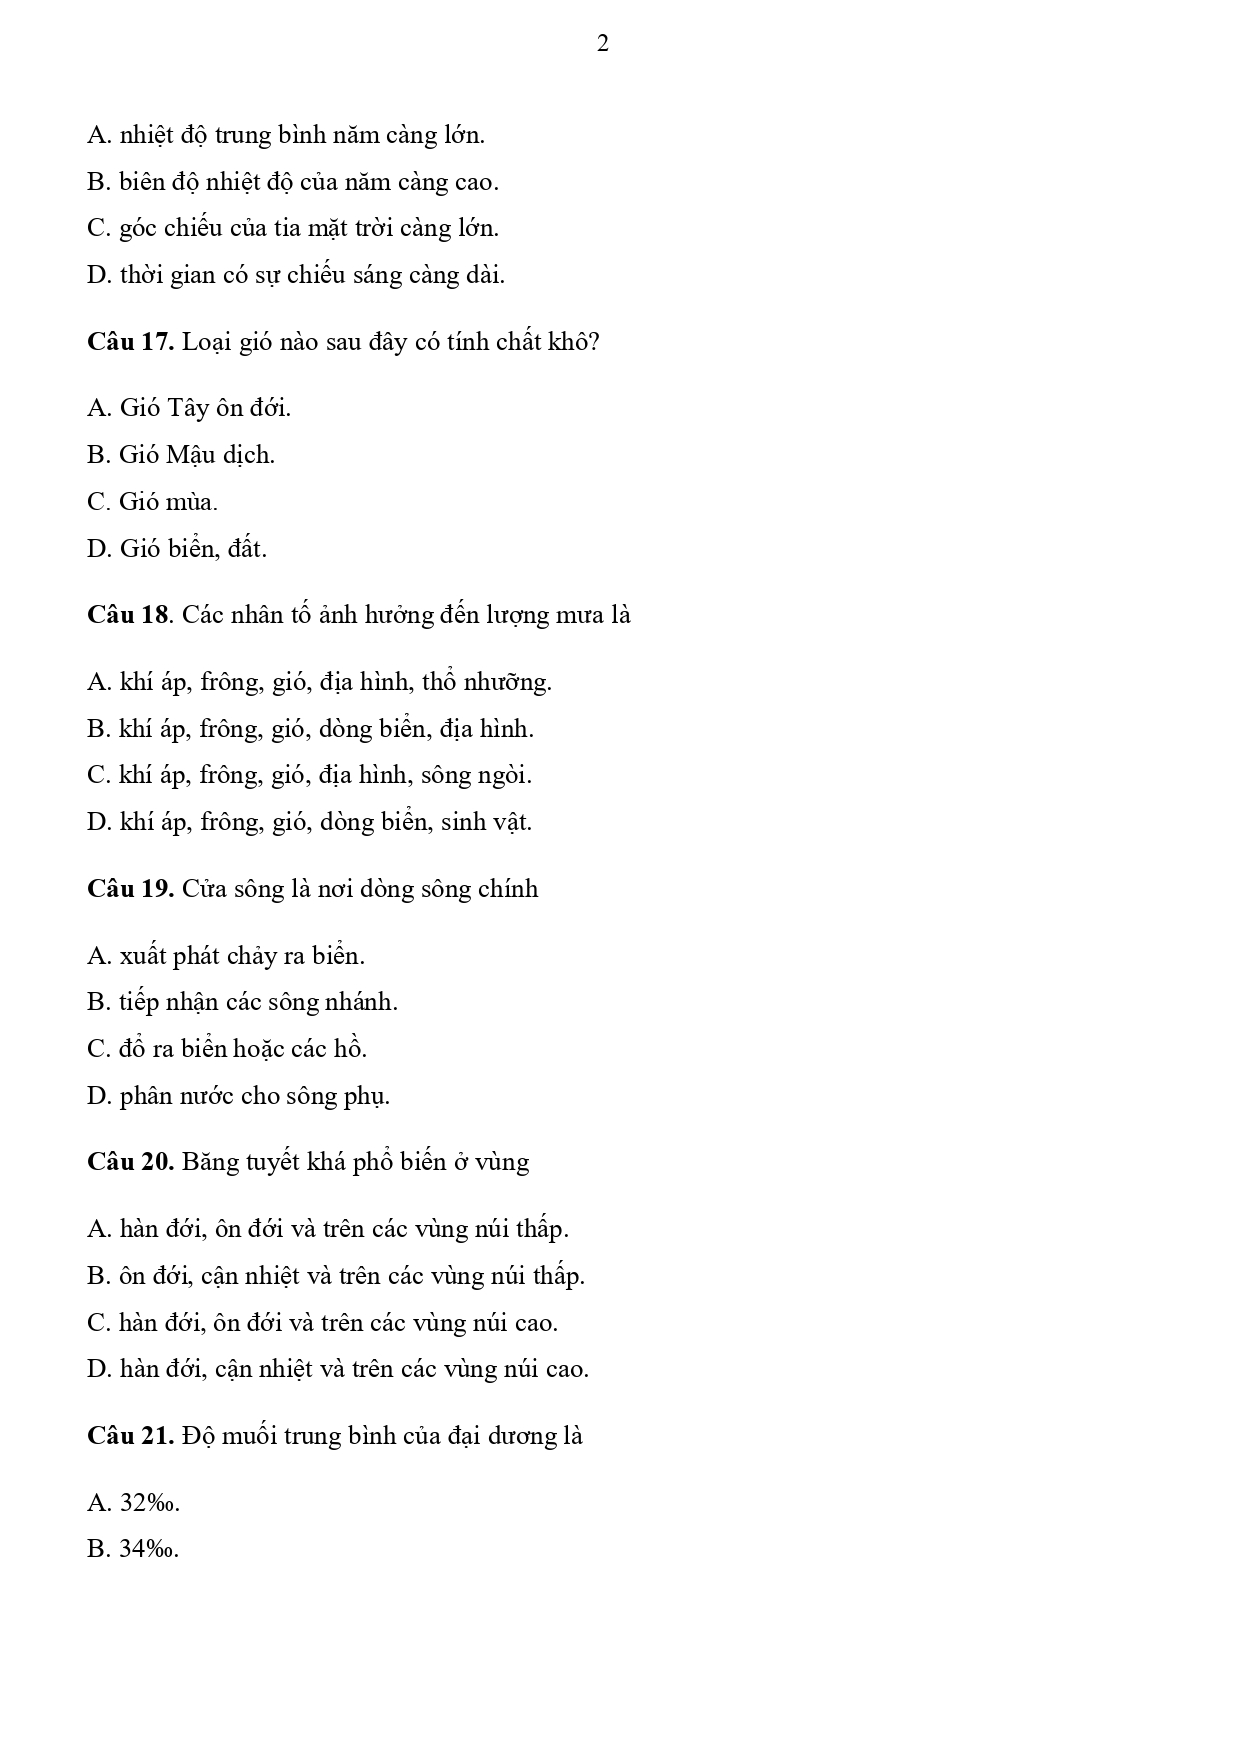 2
A. nhiệt độ trung bình năm càng lớn.
B. biên độ nhiệt độ của năm càng cao.
C. góc chiếu của tia mặt trời càng lớn.
D. thời gian có sự chiếu sáng càng dài.
Câu 17. Loại gió nào sau đây có tính chất khô?
A. Gió Tây ôn đới.
B. Gió Mậu dịch.
C. Gió mùa.
D. Gió biển, đất.
Câu 18. Các nhân tố ảnh hưởng đến lượng mưa là
A. khí áp, frông, gió, địa hình, thổ nhưỡng.
B. khí áp, frông, gió, dòng biển, địa hình.
C. khí áp, frông, gió, địa hình, sông ngòi.
D. khí áp, frông, gió, dòng biển, sinh vật.
Câu 19. Cửa sông là nơi dòng sông chính
A. xuất phát chảy ra biển.
B. tiếp nhận các sông nhánh.
C. đổ ra biển hoặc các hồ.
D. phân nước cho sông phụ.
Câu 20. Băng tuyết khá phổ biến ở vùng
A. hàn đới, ôn đới và trên các vùng núi thấp.
B. ôn đới, cận nhiệt và trên các vùng núi thấp.
C. hàn đới, ôn đới và trên các vùng núi cao.
D. hàn đới, cận nhiệt và trên các vùng núi cao.
Câu 21. Độ muối trung bình của đại dương là
A. 32‰.
B. 34‰.